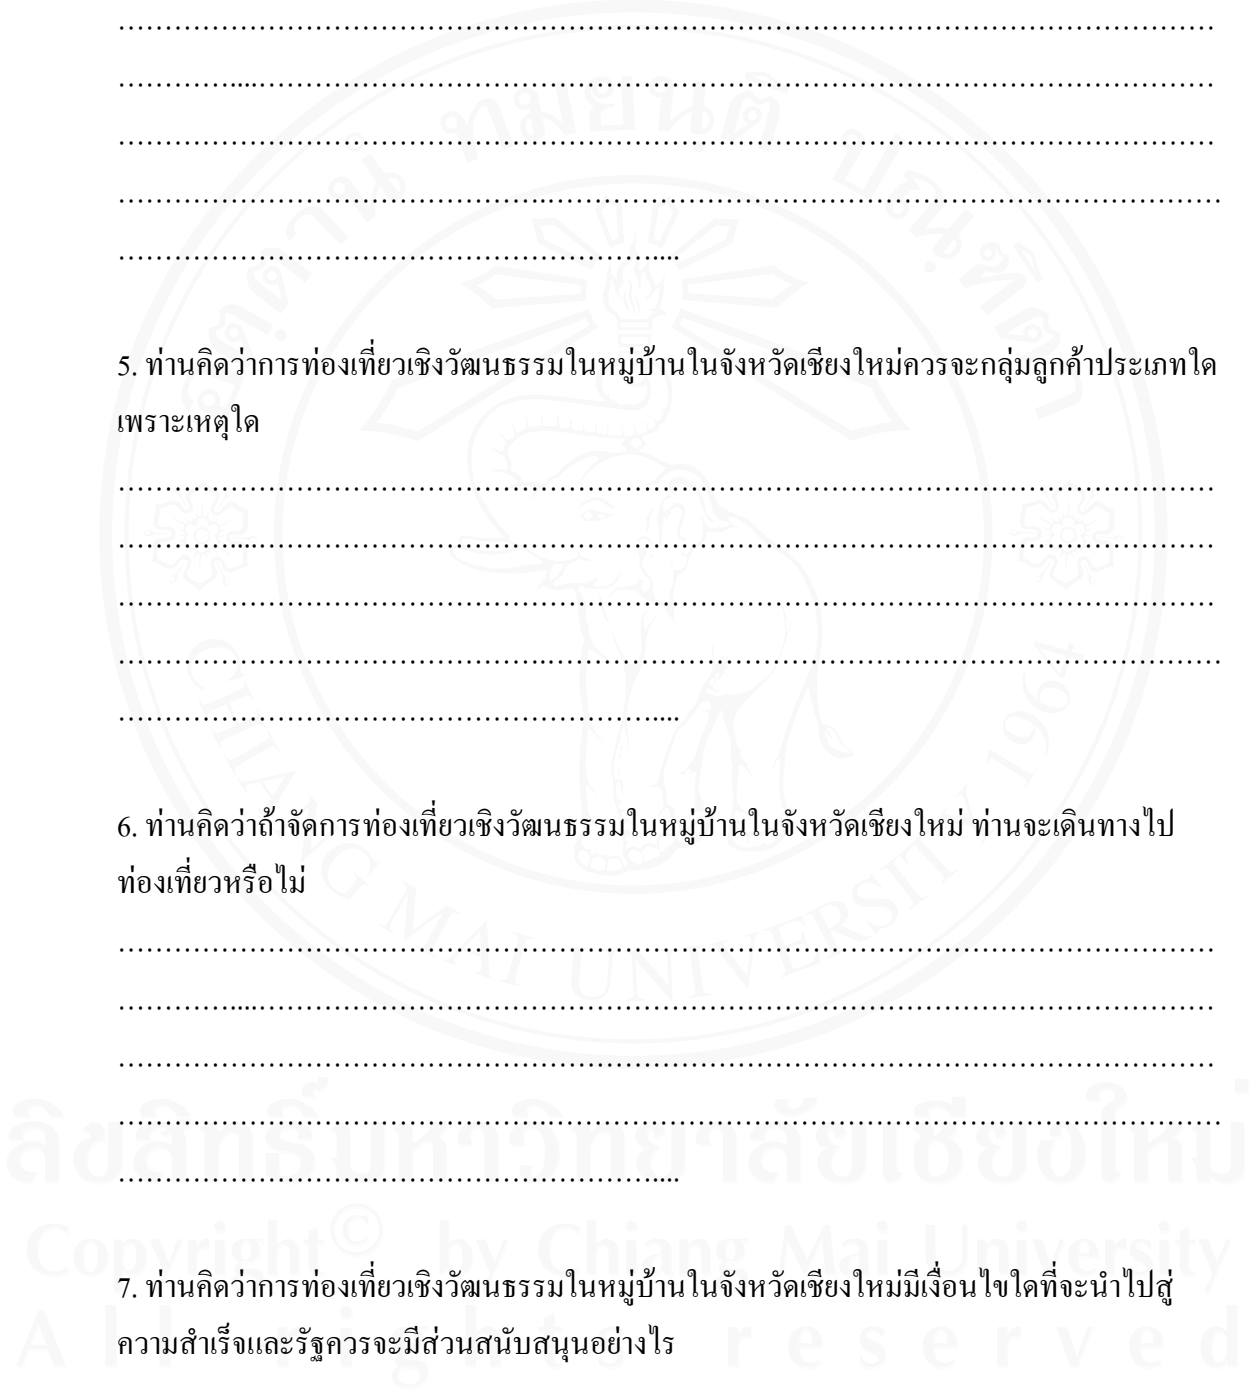 ……………………………………………………………………………………………
…………....…………………………………………………………………………………
……………………………………………………………………………………………
……………………………………….…………………………………………………………
…………………………………………………....
5. ท่านคิดว่าการท่องเที่ยวเชิงวัฒนธรรมในหมู่บ้านในจังหวัดเชียงใหม่ควรจะกลุ่มลูกค้าประเภทใด
เพราะเหตุใด
……………………………………………………………………………………………
…………....…………………………………………………………………………………
……………………………………………………………………………………………
……………………………………….…………………………………………………………
…………………………………………………....
6. ท่านคิดว่าถ้าจัดการท่องเที่ยวเชิงวัฒนธรรมในหมู่บ้านในจังหวัดเชียงใหม่ ท่านจะเดินทางไป
ท่องเที่ยวหรือไม่
……………………………………………………………………………………………
…………....…………………………………………………………………………………
……………………………………………………………………………………………
……………………………………….…………………………………………………………
…………………………………………………....
7. ท่านคิดว่าการท่องเที่ยวเชิงวัฒนธรรมในหมู่บ้านในจังหวัดเชียงใหม่มีเงื่อนไขใดที่จะนำไปสู่
ความสำเร็จและรัฐควรจะมีส่วนสนับสนุนอย่างไร
CHIANG MAI UNIVERSITY 1964
ลิขสิทธิ์มหาวิทยาลัยเชียงใหม่
Copyright© by Chiang Mai University
All rights reserved